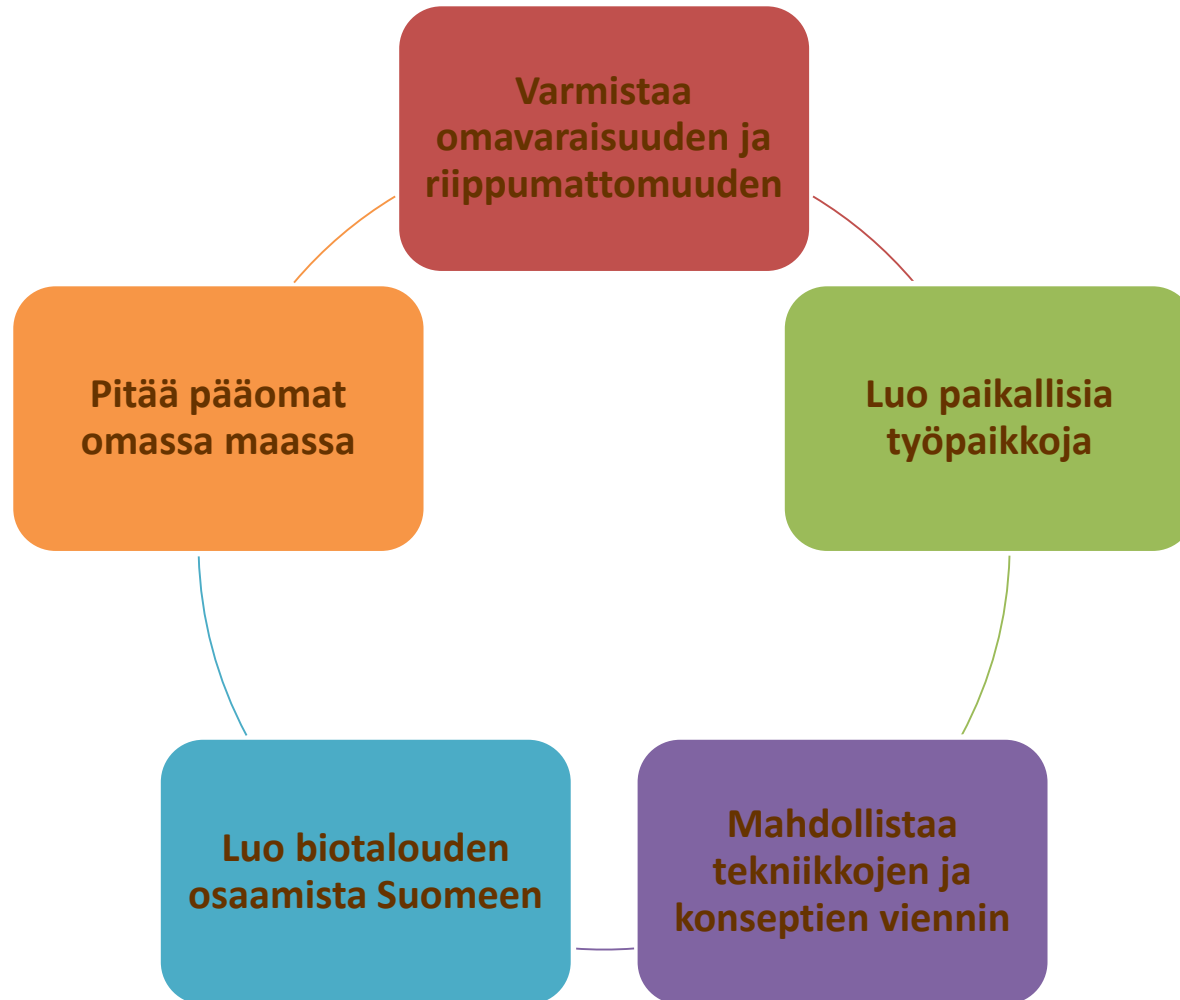 Varmistaa
omavaraisuuden ja
riippumattomuuden
Luo paikallisia
työpaikkoja
Mahdollistaa
tekniikkojen ja
konseptien viennin
Luo biotalouden
osaamista Suomeen
Pitää pääomat
omassa maassa